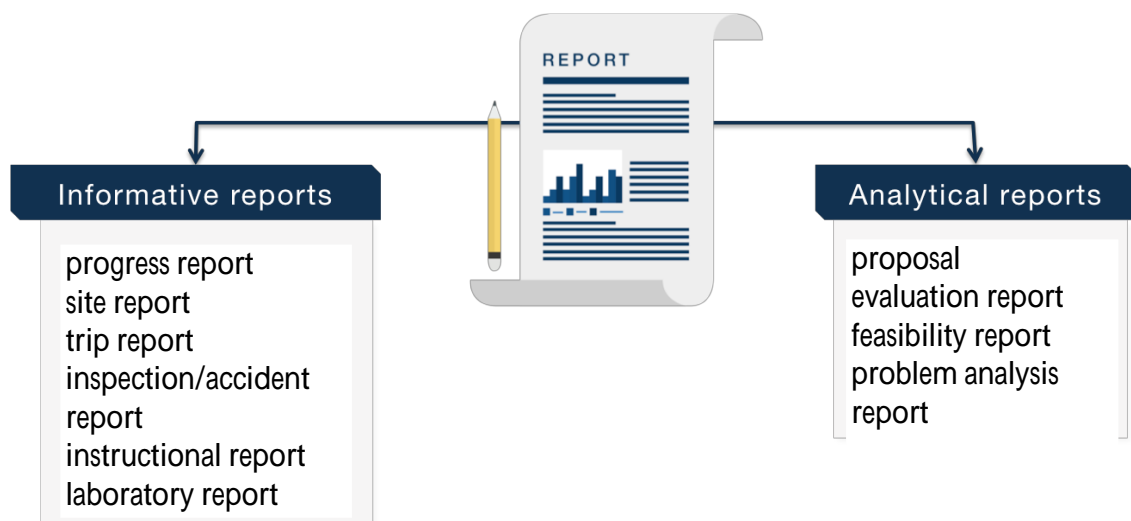 REPORT
Informative reports
progress report
site report
trip report
inspection/accident
report
instructional report
laboratory report
Analytical reports
proposal
evaluation report
feasibility report
problem analysis
report